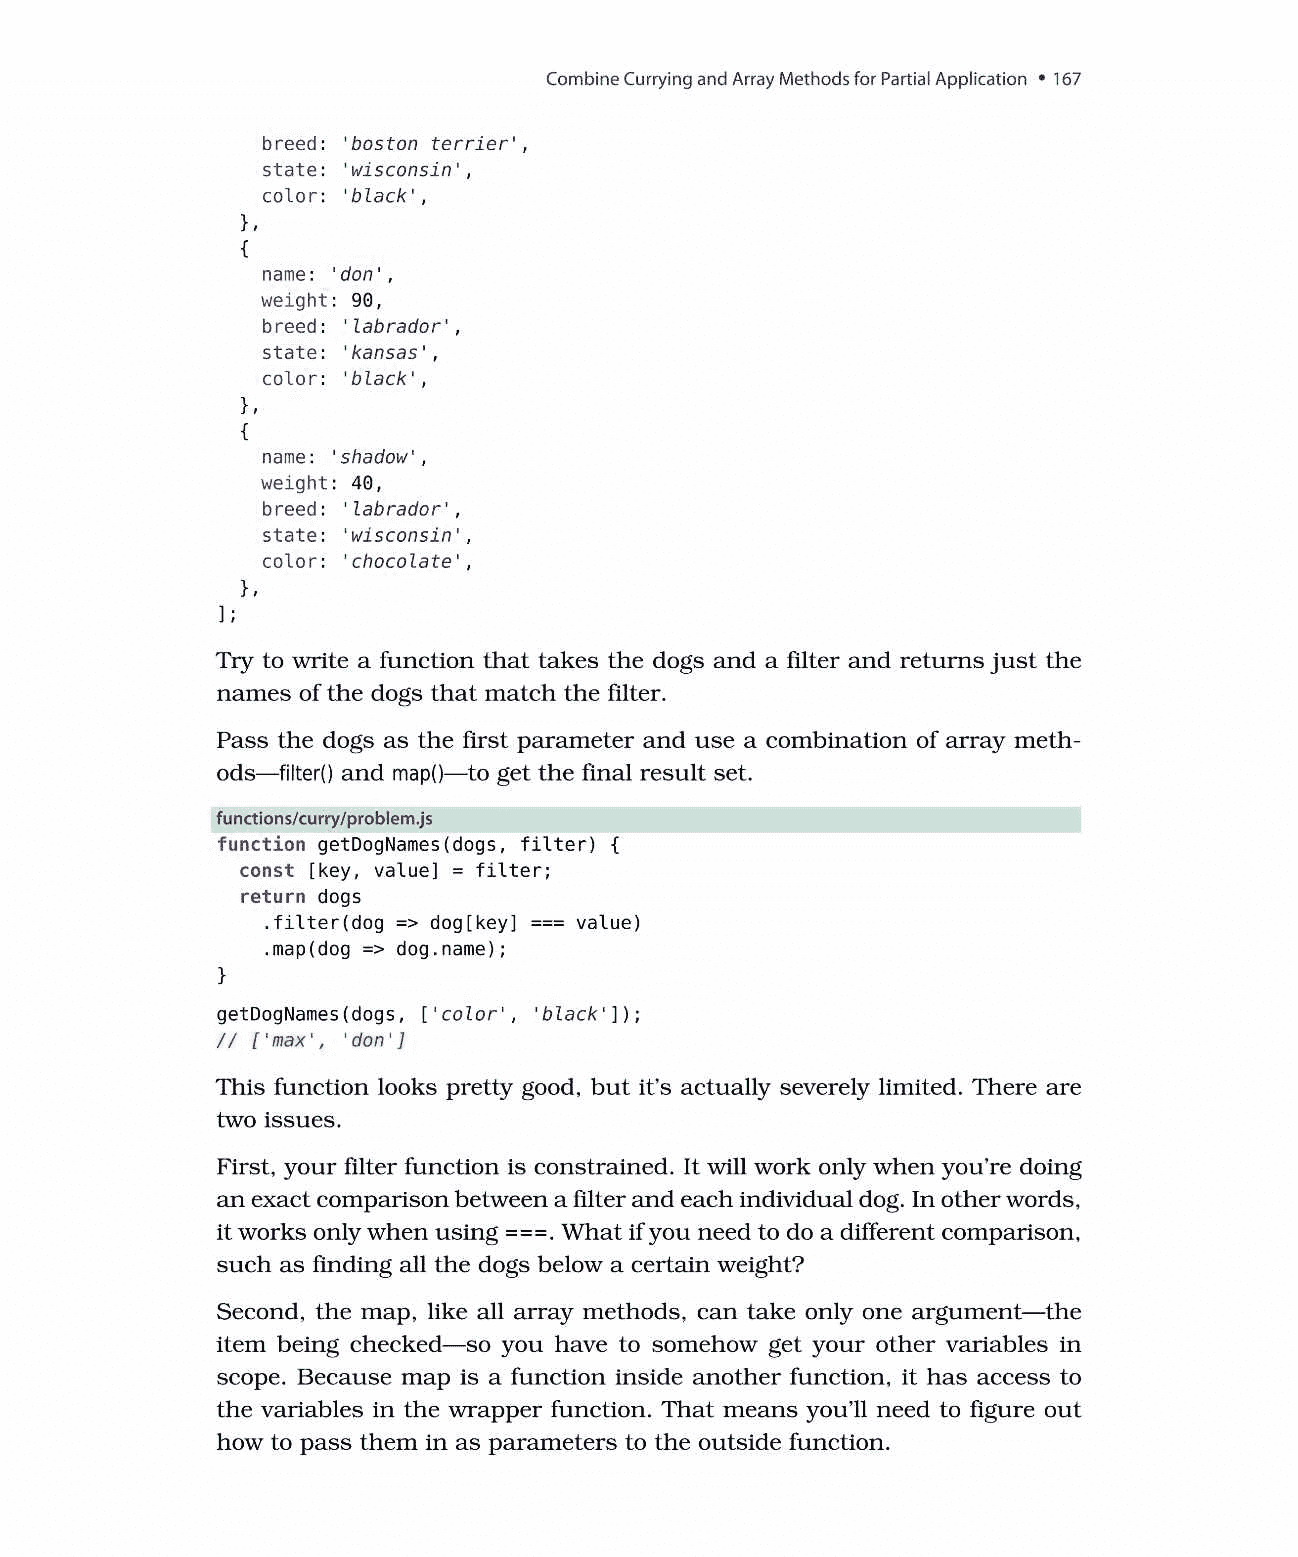 Combine Currying and Array Methods for Partial Application • 167
breed: 'boston terrier',
state: 'wisconsin',
color: 'black',
},
{
name: 'don',
weight: 90,
breed: 'labrador',
state: 'kansas',
color: 'black',
},
{
name: 'shadow',
weight: 40,
breed: 'labrador',
state: 'wisconsin',
color: 'chocolate',
},
];
Try to write a function that takes the dogs and a filter and returns just the
names of the dogs that match the filter.
Pass the dogs as the first parameter and use a combination of array meth-
ods—filter() and map()—to get the final result set.
functions/curry/problem.js
function getDogNames(dogs, filter) {
const [key, value] = filter;
return dogs
.filter(dog => dog[key] === value)
.map(dog => dog.name);
}
getDogNames(dogs, ['color', 'black']);
// ['max', 'don']
This function looks pretty good, but it's actually severely limited. There are
two issues.
First, your filter function is constrained. It will work only when you're doing
an exact comparison between a filter and each individual dog. In other words,
it works only when using ===. What if you need to do a different comparison,
such as finding all the dogs below a certain weight?
Second, the map, like all array methods, can take only one argument—the
item being checked—so you have to somehow get your other variables in
scope. Because map is a function inside another function, it has access to
the variables in the wrapper function. That means you'll need to figure out
how to pass them in as parameters to the outside function.